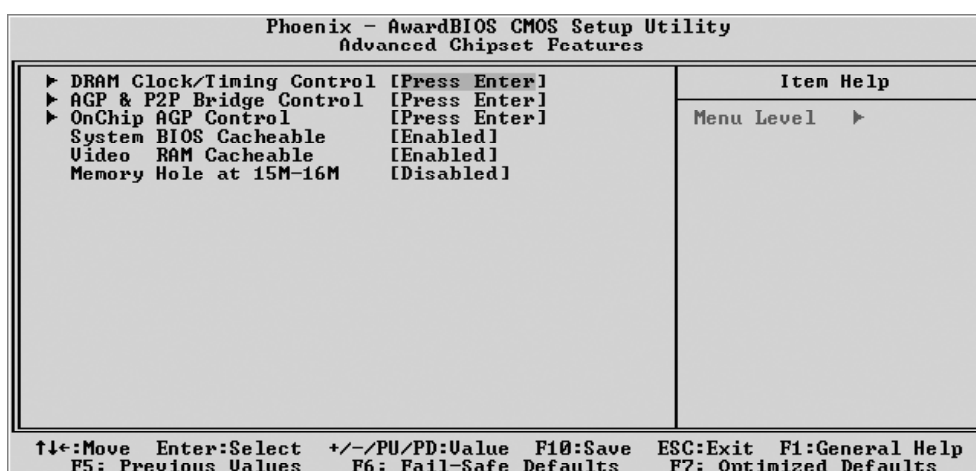 Phoenix - AwardBIOS CMOS Setup Utility
Advanced Chipset Features
▶ DRAM Clock/Timing Control [Press Enter]
▶ AGP & P2P Bridge Control [Press Enter]
▶ OnChip AGP Control [Press Enter]
System BIOS Cacheable [Enabled]
Video RAM Cacheable [Enabled]
Memory Hole at 15M-16M [Disabled]
Item Help
Menu Level ▶
↑↓←:Move Enter:Select +/-/PU/PD:Value F10:Save ESC:Exit F1:General Help
F5: Previous Values F6: Fail-Safe Defaults F7: Optimized Defaults